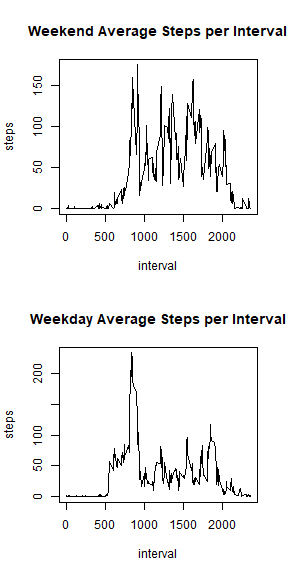 Weekend Average Steps per Interval
150
100
50
0
steps
0 500 1000 1500 2000
interval
Weekday Average Steps per Interval
200
100
50
0
steps
0 500 1000 1500 2000
interval